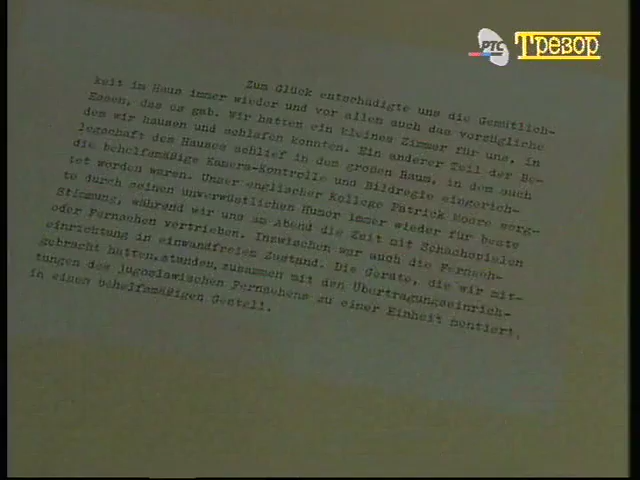 РТС Трезор
Zum Glück entschädigte uns die Gemütlich-
keit im Haus immer wieder und vor allem auch das vorzügliche
Essen, das es gab. Wir hatten ein kleines Zimmer für uns, in
dem wir hausen und schlafen konnten. Ein anderer Teil der Be-
legschaft des Hauses schlief in dem großen Raum, in dem auch
die behelfsmäßige Kamera-Kontrolle und Bildregie eingerich-
tet worden waren. Unser englischer Kollege Patrick Moore sorg-
te durch seinen unverwüstlichen Humor immer wieder für beste
Stimmung, während wir uns am Abend die Zeit mit Schachspielen
oder Fernsehen vertrieben. Inzwischen war auch die Fernseh-
einrichtung in einwandfreien Zustand. Die Geräte, die wir mit-
gebracht hatten, standen, zusammen mit den Übertragungseinrich-
tungen des jugoslawischen Fernsehens zu einer Einheit montiert,
in einem behelfsmäßigen Gestell.